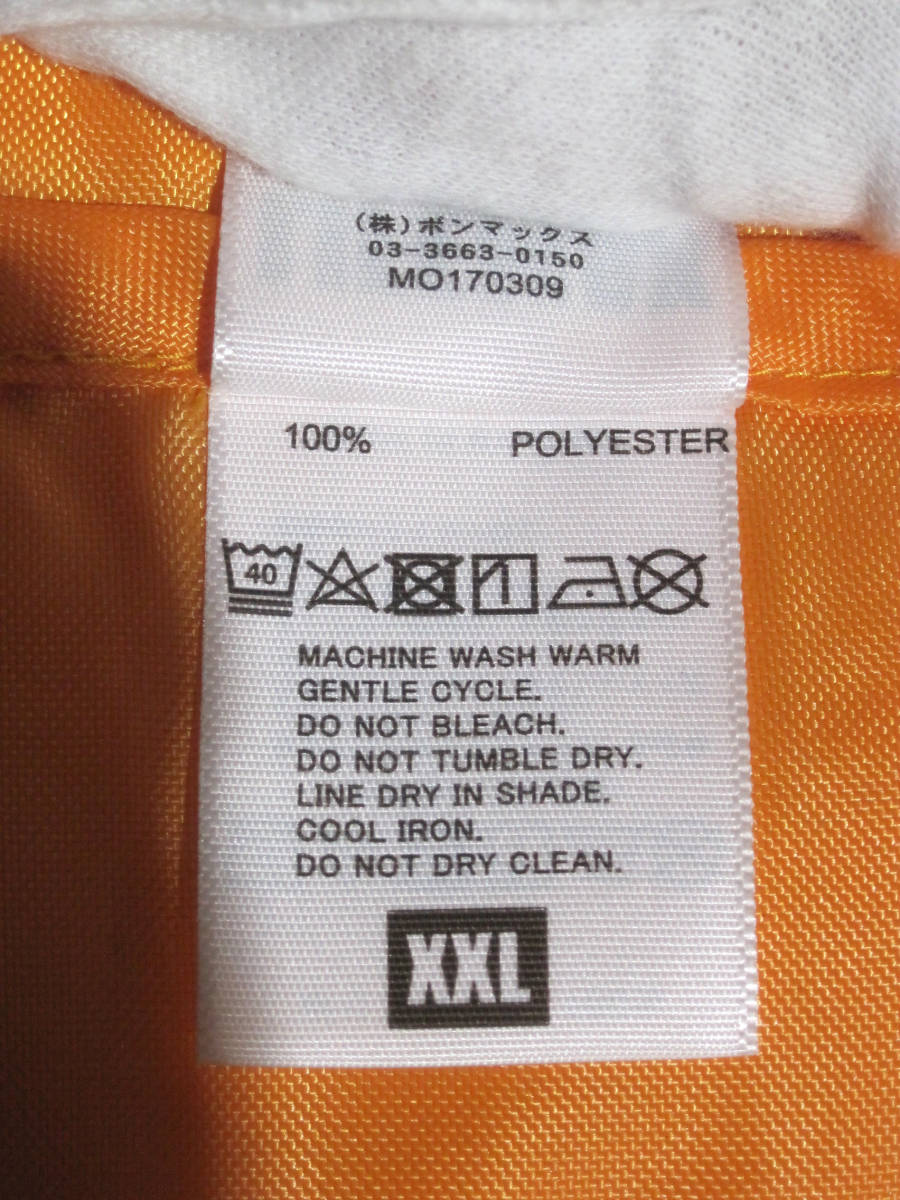 (株)ボンマックス
03-3663-0150
MO170309
100% POLYESTER
40
MACHINE WASH WARM
GENTLE CYCLE.
DO NOT BLEACH.
DO NOT TUMBLE DRY.
LINE DRY IN SHADE.
COOL IRON.
DO NOT DRY CLEAN.
XXL